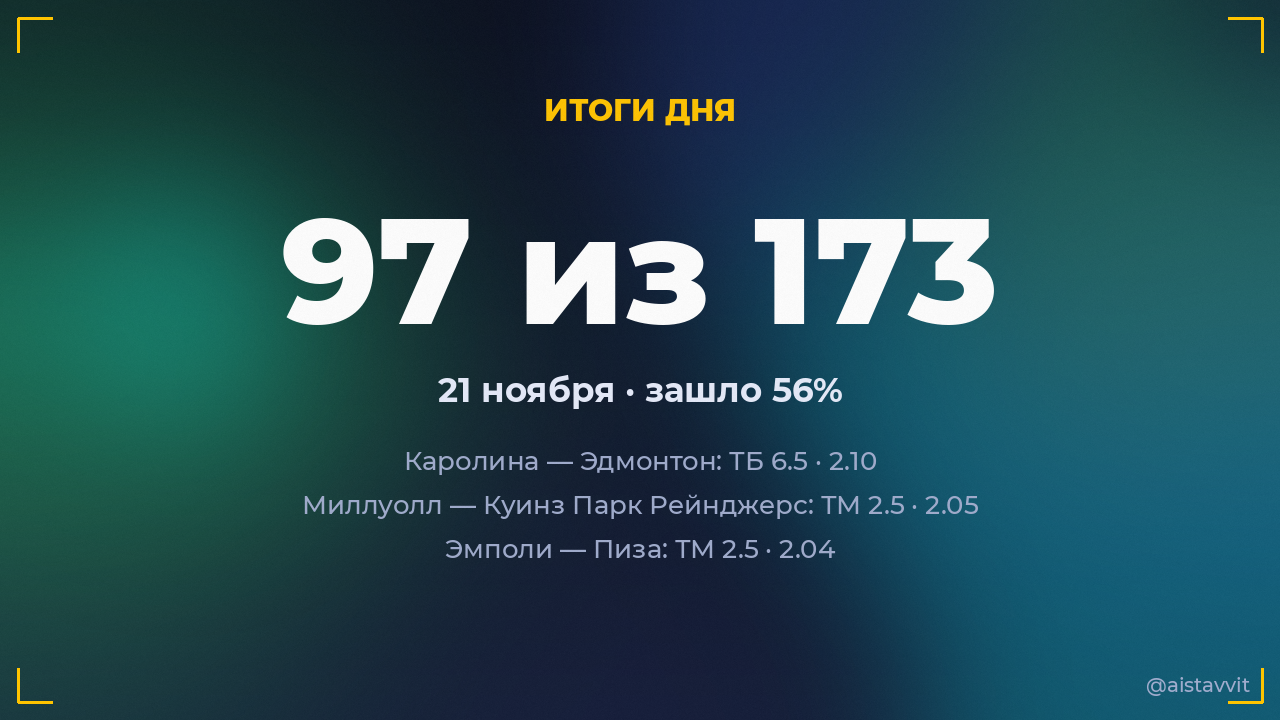 ИТОГИ ДНЯ
97 из 173
21 ноября · зашло 56%
Каролина — Эдмонтон: ТБ 6.5 · 2.10
Миллуолл — Куинз Парк Рейнджерс: ТМ 2.5 · 2.05
Эмполи — Пиза: ТМ 2.5 · 2.04
@aistavvit